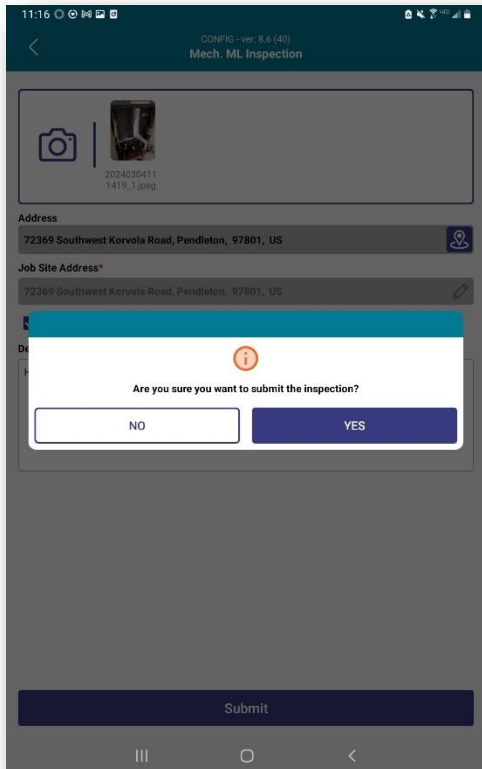 11:16
CONFIG - ver: 8.6 (40)
Mech. ML Inspection
2024030411
1419_1.jpeg
Address
72369 Southwest Korvola Road, Pendleton, 97801, US
Job Site Address*
72369 Southwest Korvola Road, Pendleton, 97801, US
De
H
Are you sure you want to submit the inspection?
NO
YES
Submit